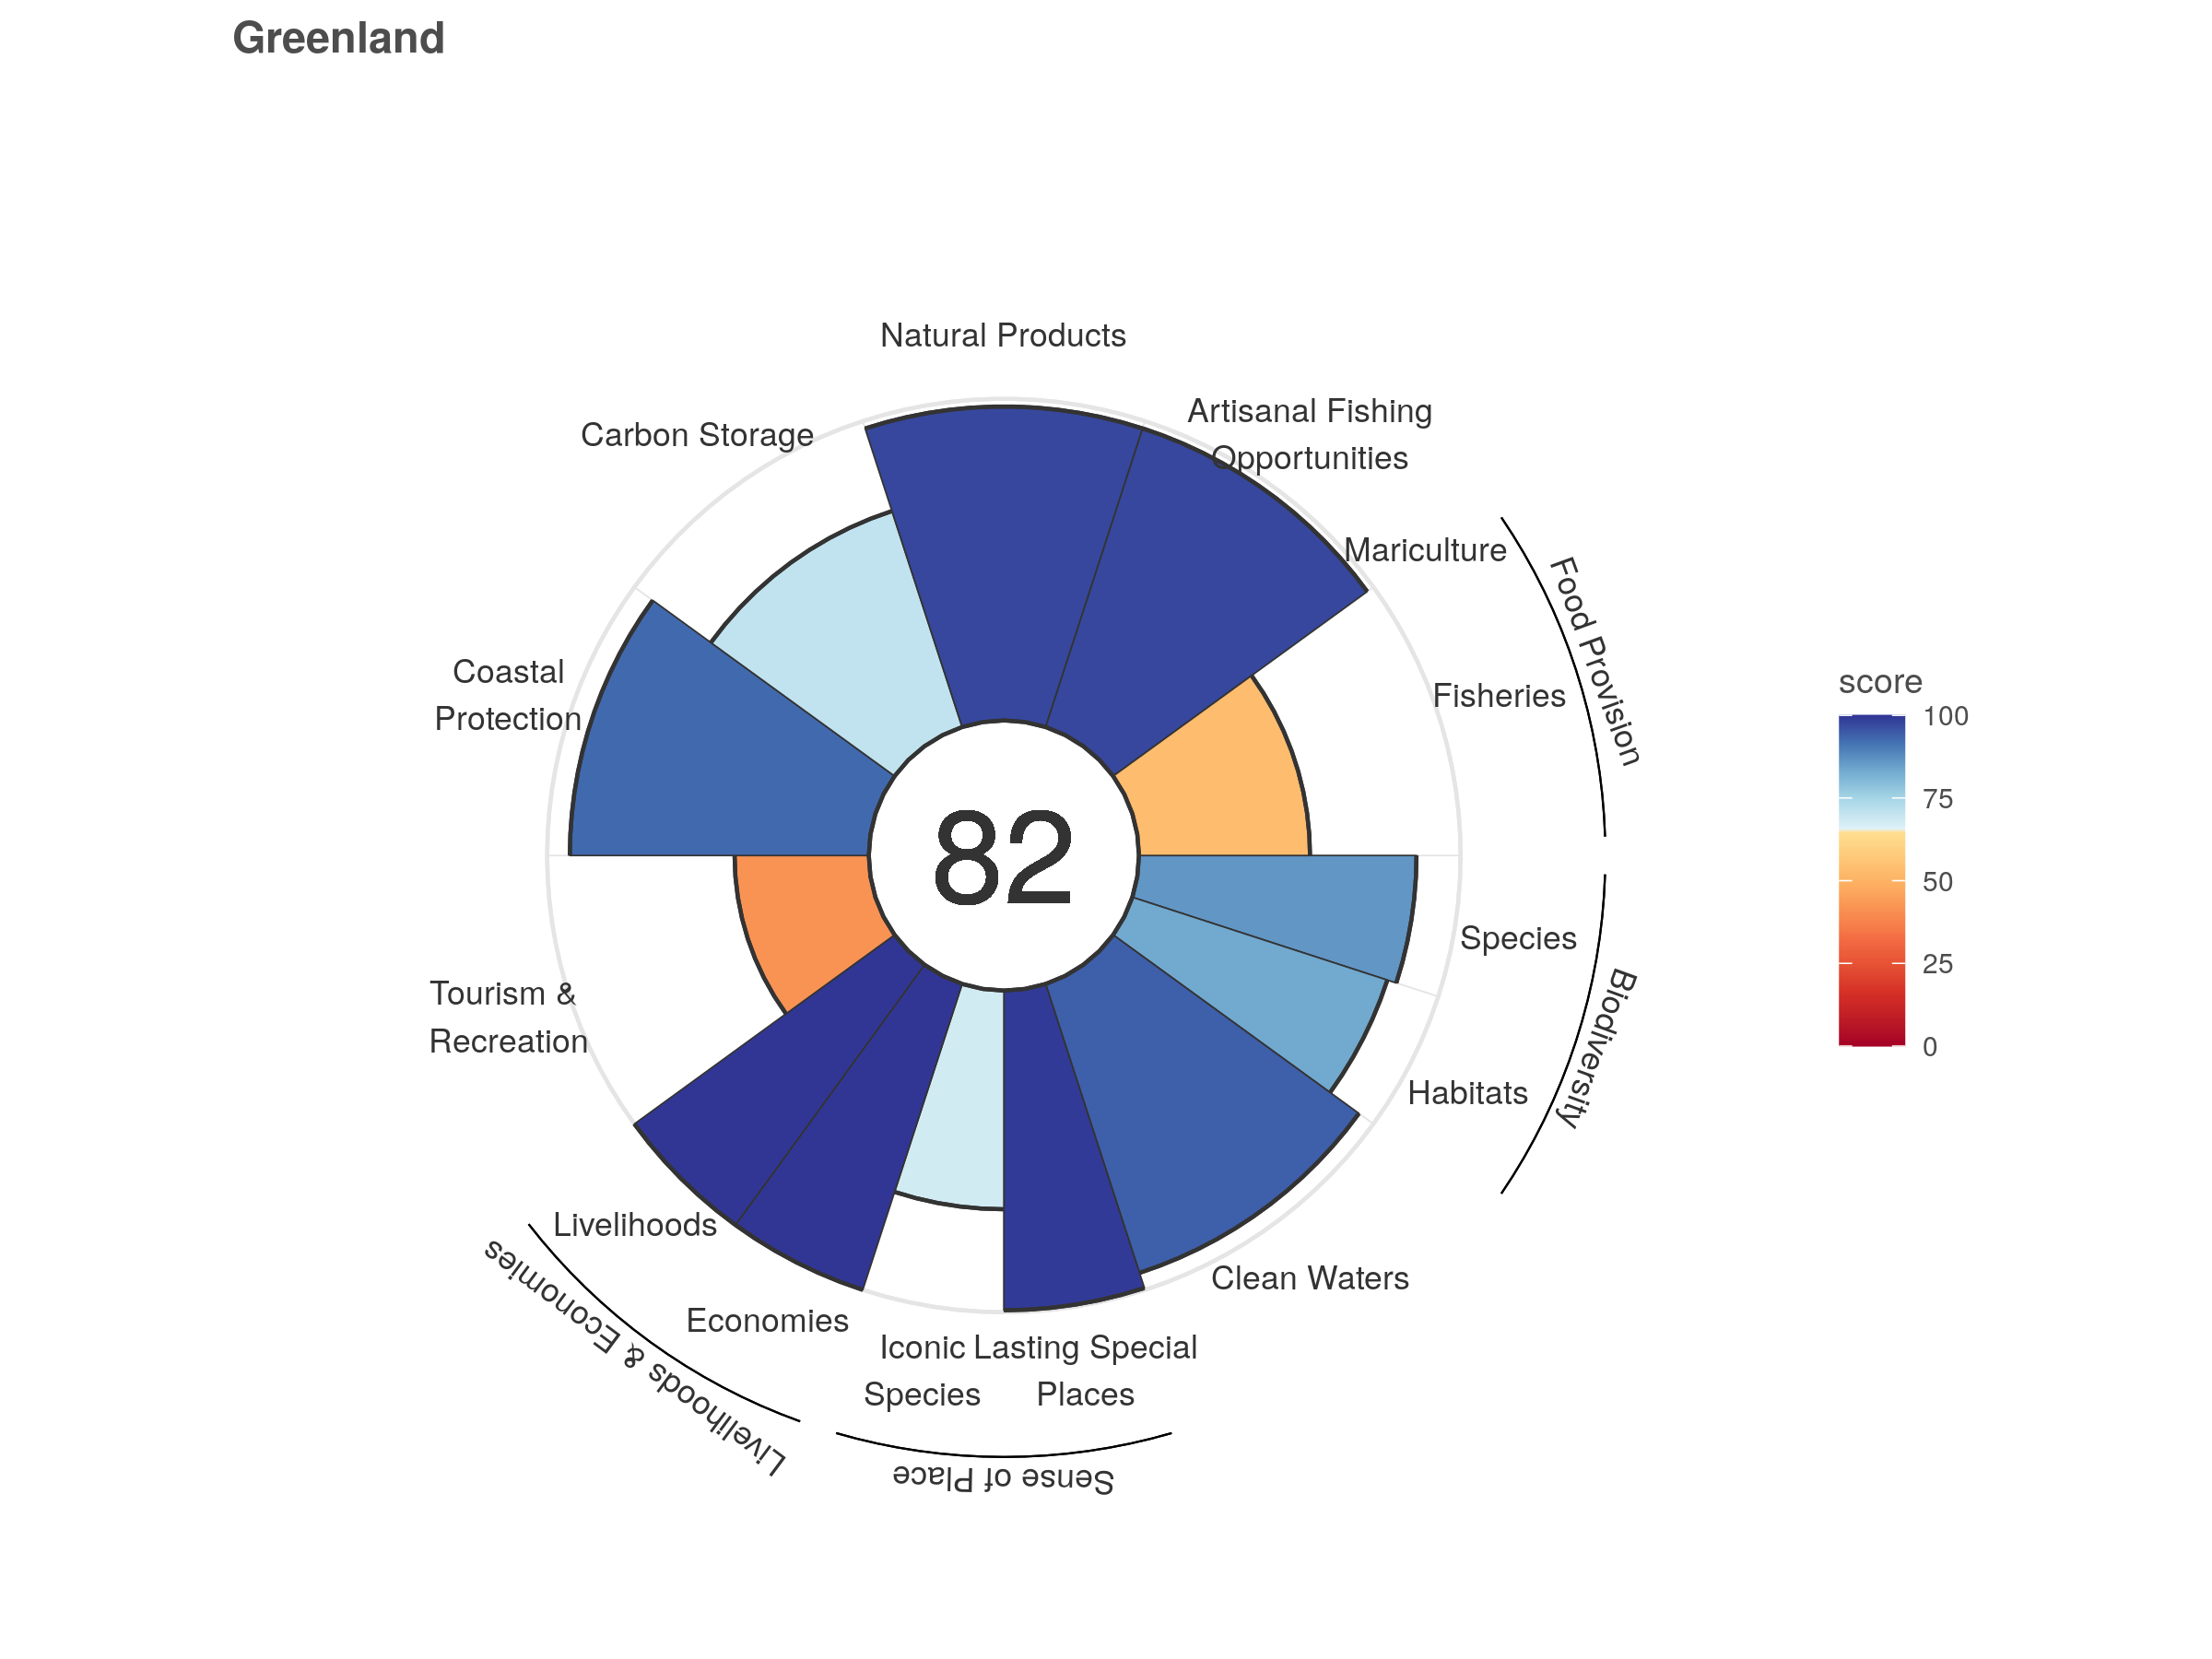 Greenland
Natural Products
Artisanal Fishing
Opportunities
Carbon Storage
Mariculture
Food Provision
Fisheries
Coastal
Protection
score
100
75
50
25
0
82
Species
Biodiversity
Habitats
Tourism &
Recreation
Livelihoods
Clean Waters
Economies
Livelihoods & Economies
Iconic
Species
Lasting Special
Places
Sense of Place